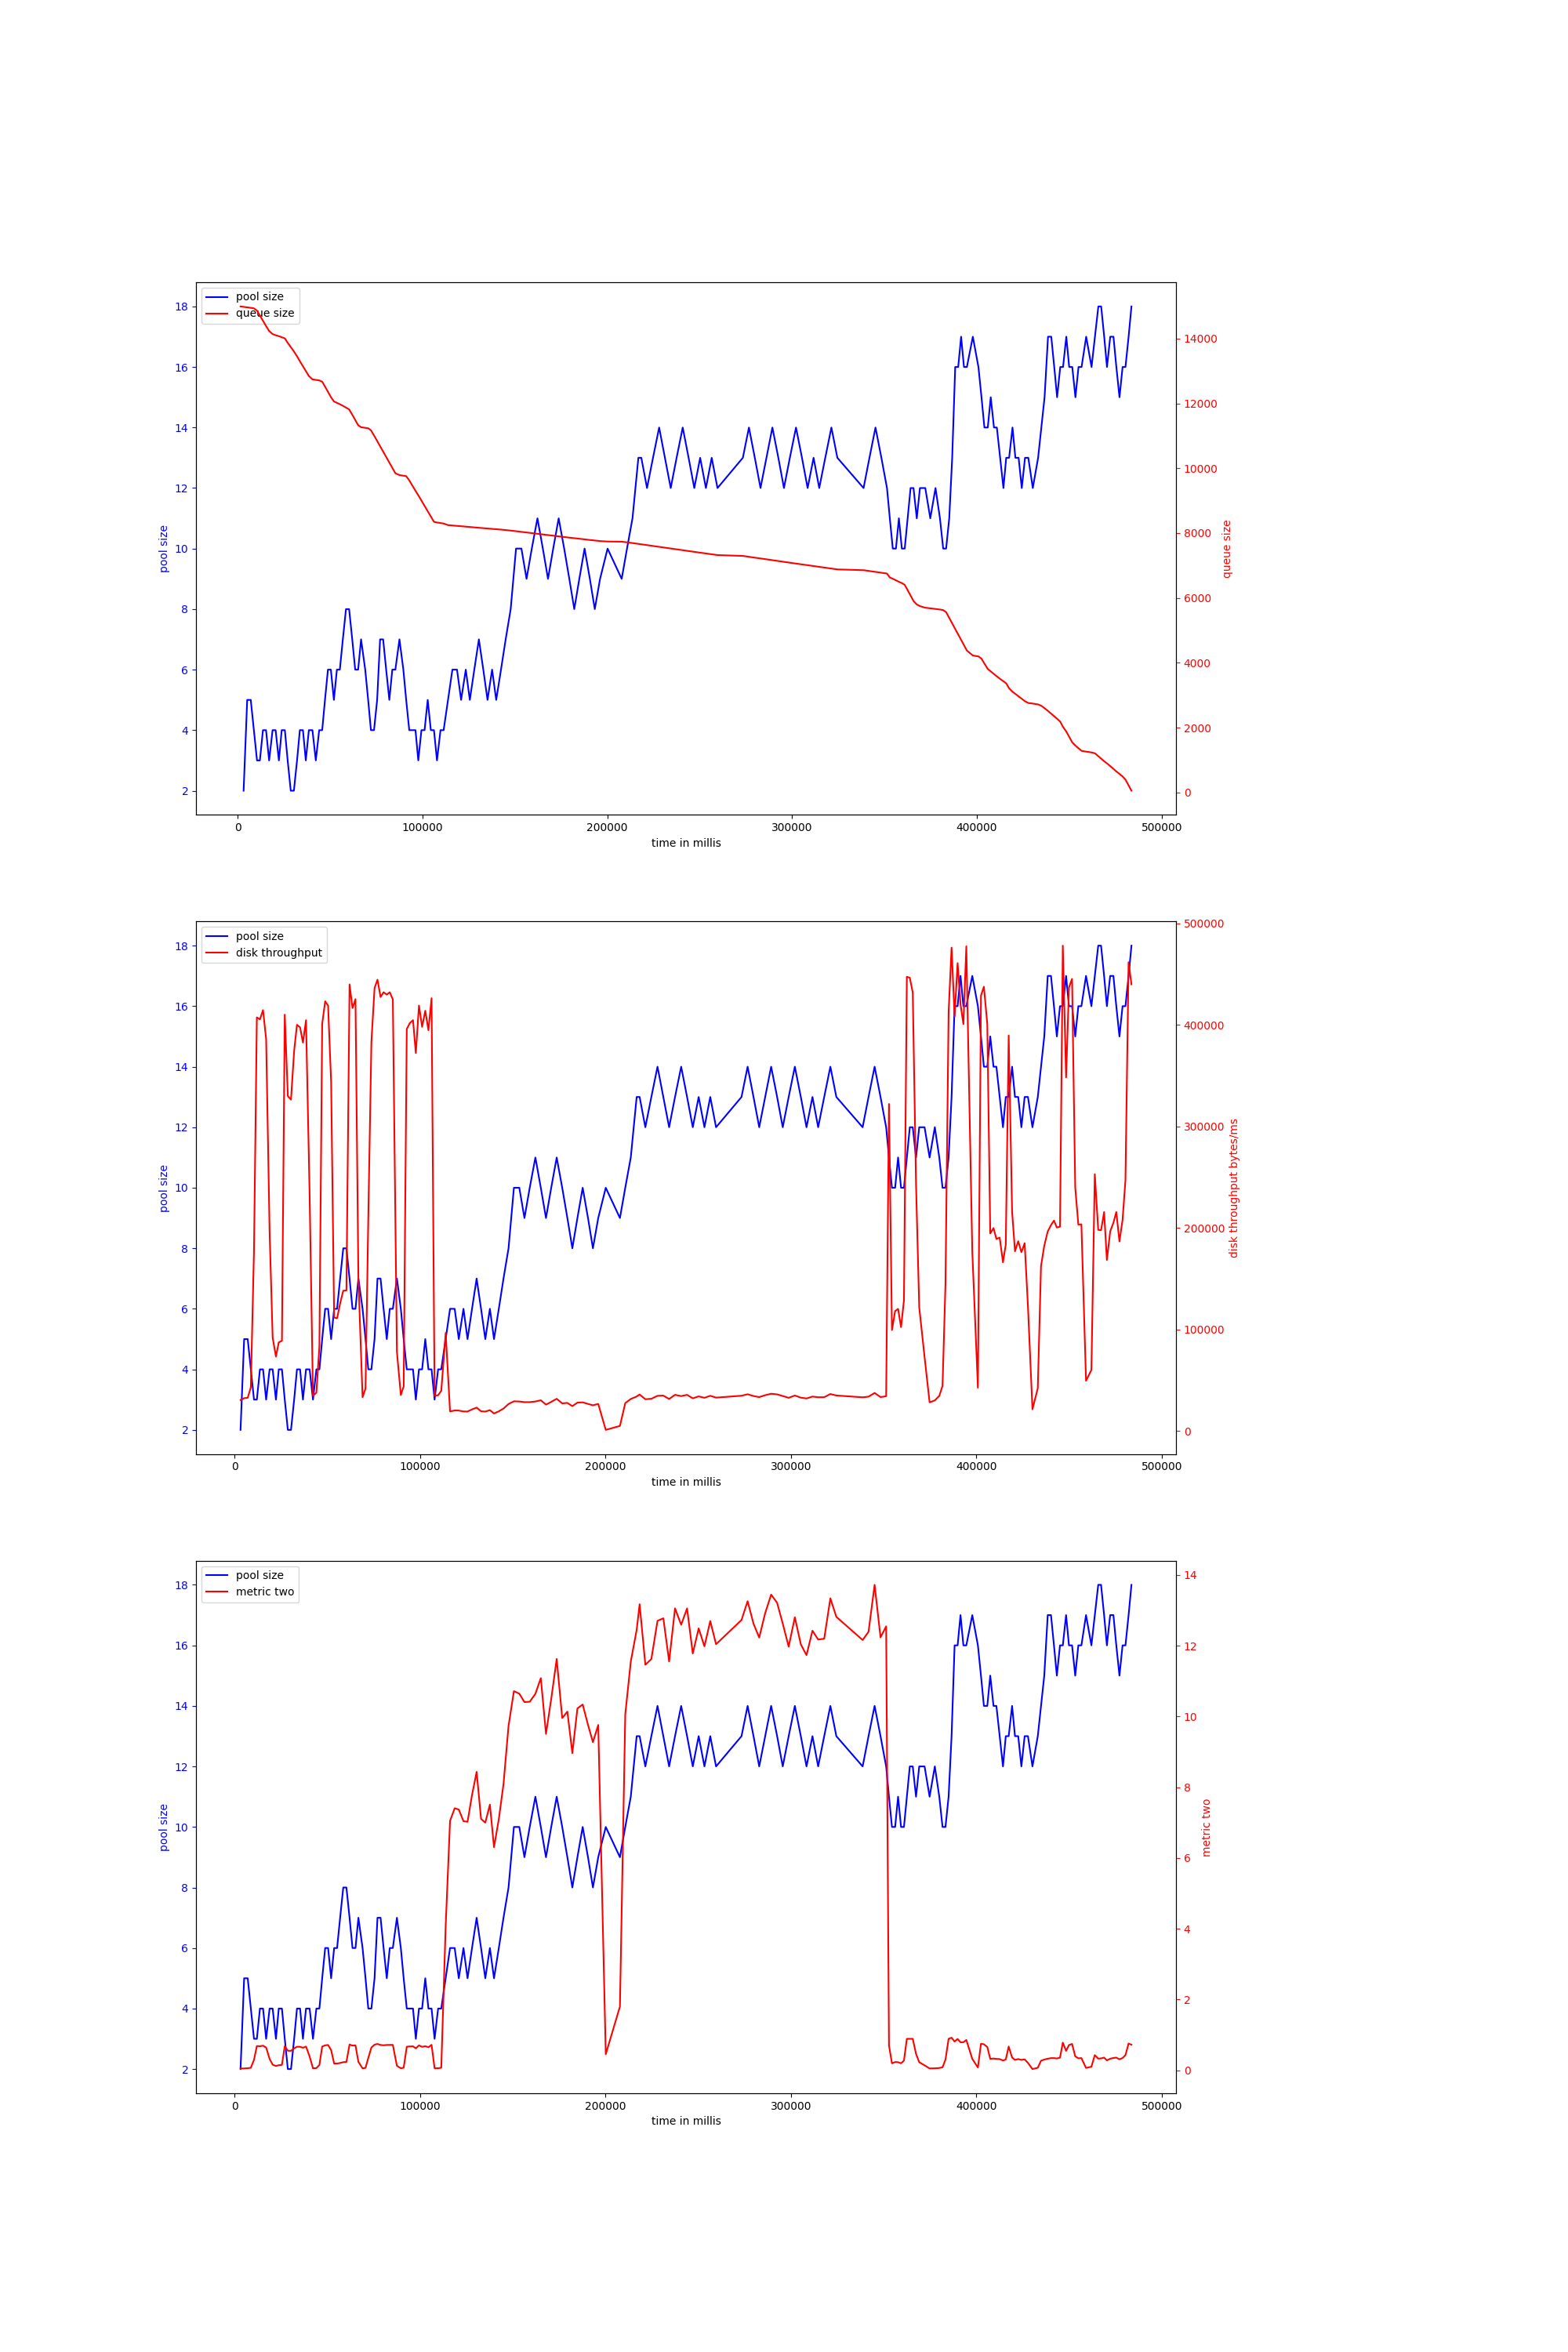 pool size
queue size
18
16
14
12
10
8
6
4
2
pool size
14000
12000
10000
8000
6000
4000
2000
0
queue size
0 100000 200000 300000 400000 500000
time in millis
pool size
disk throughput
18
16
14
12
10
8
6
4
2
pool size
500000
400000
300000
200000
100000
0
disk throughput bytes/ms
0 100000 200000 300000 400000 500000
time in millis
pool size
metric two
18
16
14
12
10
8
6
4
2
pool size
14
12
10
8
6
4
2
0
metric two
0 100000 200000 300000 400000 500000
time in millis